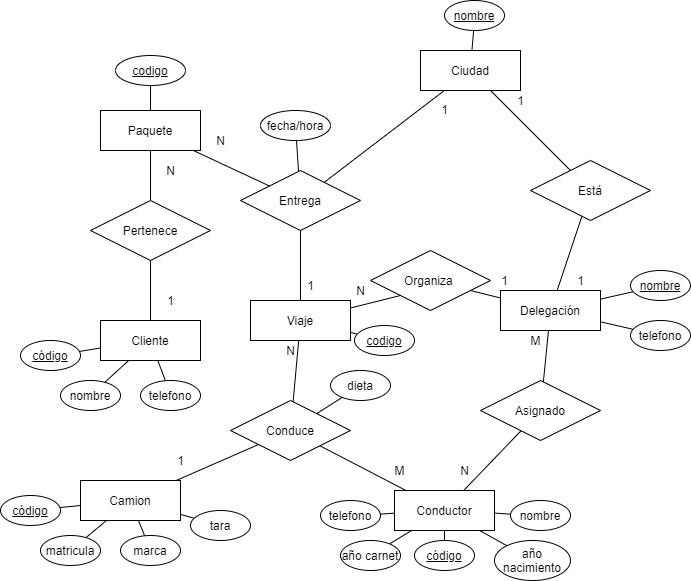 nombre
Ciudad
codigo
Paquete
fecha/hora
1
1
N
N
Entrega
Está
Pertenece
Organiza
1
1
N
1
1
nombre
Viaje
Delegación
Cliente
codigo
telefono
M
código
N
nombre
telefono
dieta
Conduce
Asignado
1
M
N
Camion
Conductor
código
tara
telefono
nombre
matricula
marca
año carnet
código
año
nacimiento